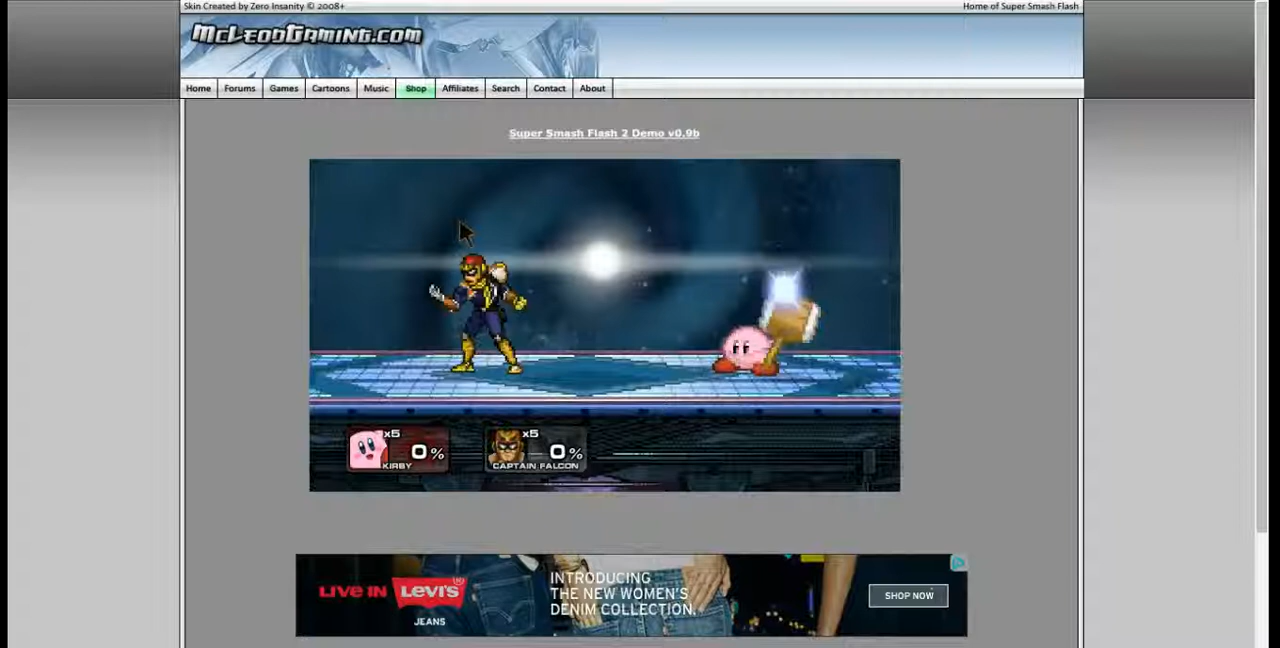 Skin Created by Zero Insanity © 2008+
Home of Super Smash Flash
McLeodGaming.com
Home Forums Games Cartoons Music Shop Affiliates Search Contact About
Super Smash Flash 2 Demo v0.9b
x5 0% KIRBY
x5 0% CAPTAIN FALCON
LIVE IN LEVI'S® JEANS
INTRODUCING
THE NEW WOMEN'S
DENIM COLLECTION.
SHOP NOW